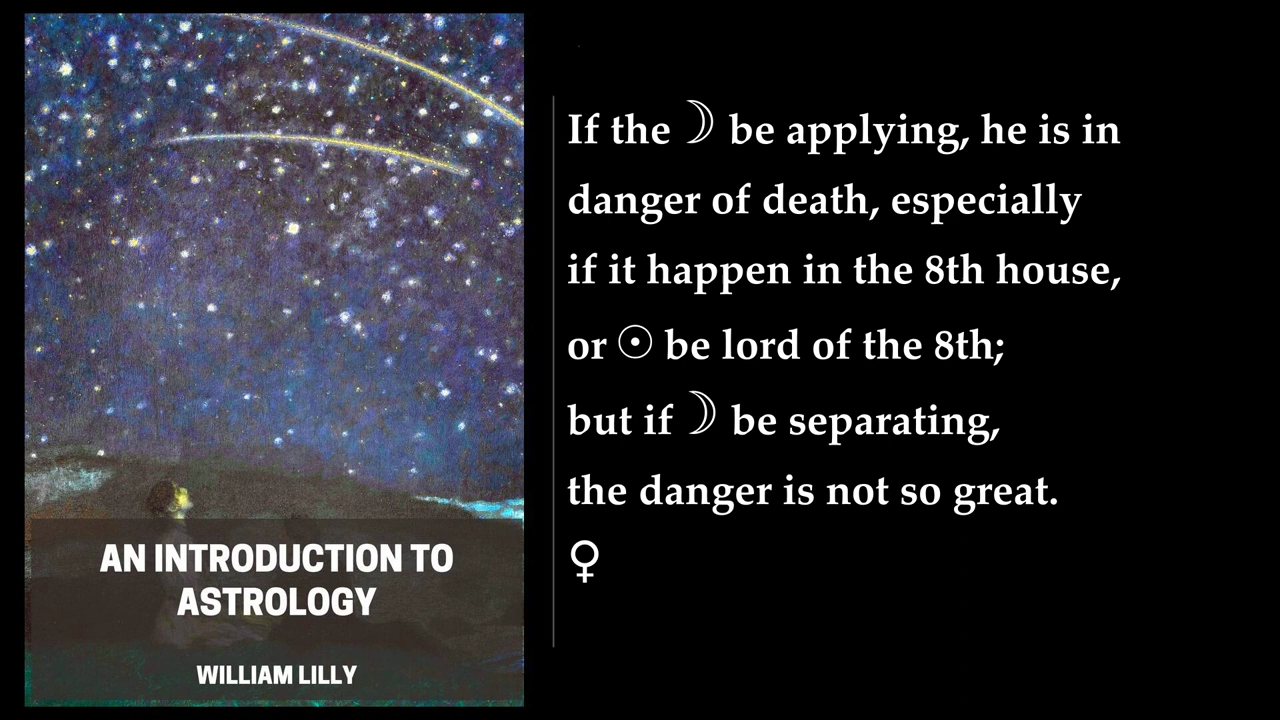 AN INTRODUCTION TO
ASTROLOGY
WILLIAM LILLY
If the ☽ be applying, he is in
danger of death, especially
if it happen in the 8th house,
or ☉ be lord of the 8th;
but if ☽ be separating,
the danger is not so great.
♀